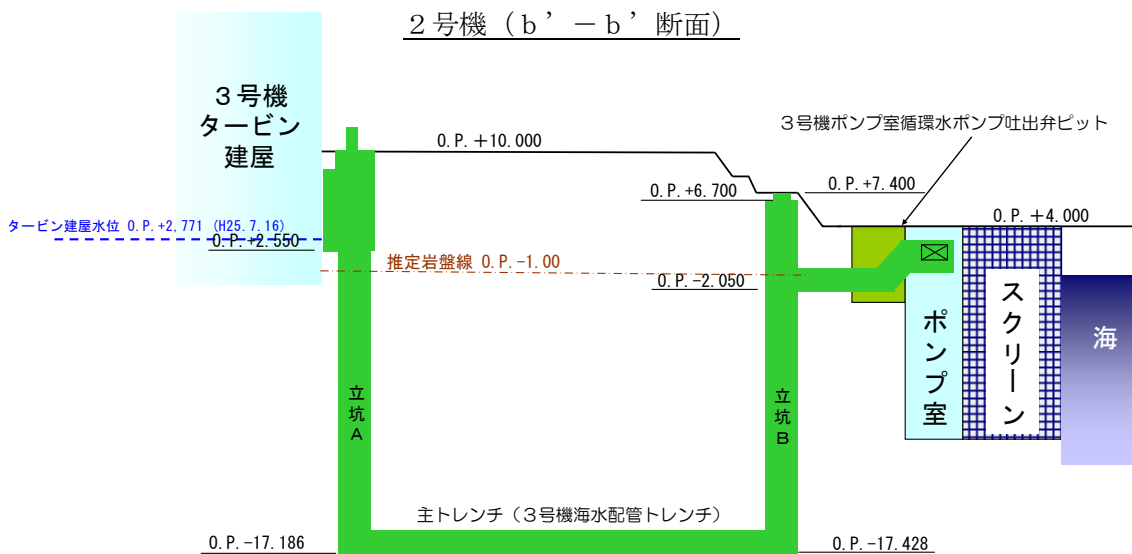 ２号機（ｂ’－ｂ’断面）
３号機
タービン
建屋
３号機ポンプ室循環水ポンプ吐出弁ピット
O.P.+10.000
O.P.+6.700
O.P.+7.400
O.P.+4.000
タービン建屋水位 O.P.+2,771 (H25.7.16)
O.P.+2.550
推定岩盤線 O.P.-1.00
O.P.-2.050
ポンプ室
スクリーン
海
立坑Ａ
立坑Ｂ
主トレンチ（３号機海水配管トレンチ）
O.P.-17.186
O.P.-17.428